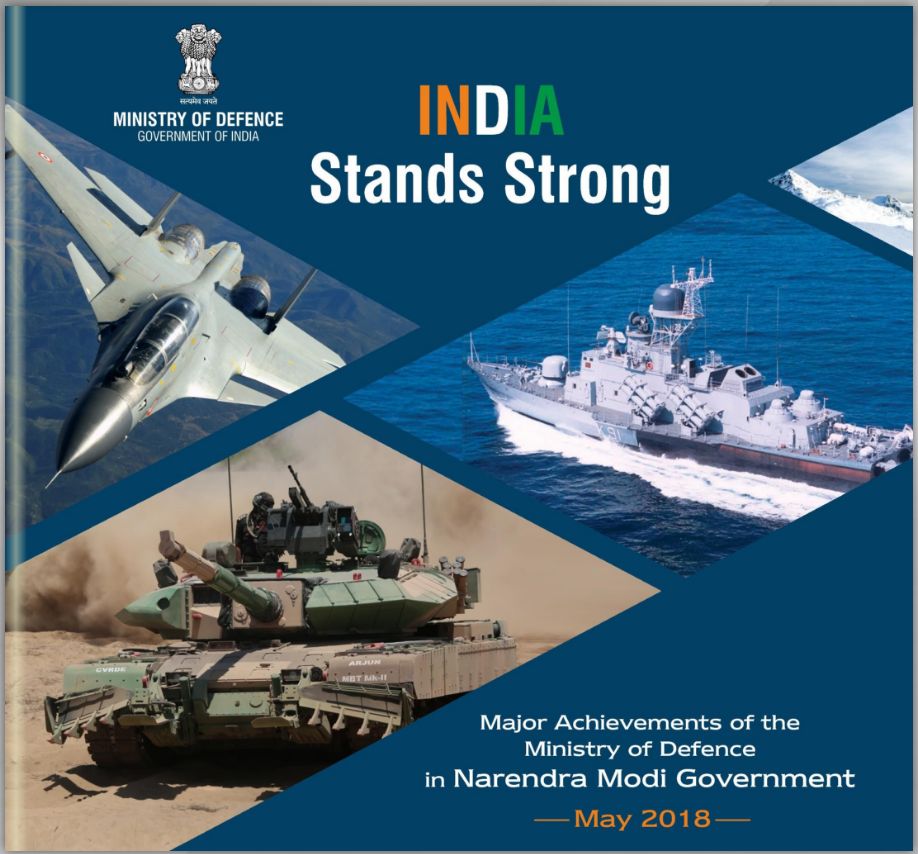 सत्यमेव जयते
MINISTRY OF DEFENCE
GOVERNMENT OF INDIA
INDIA
Stands Strong
K 91
CVRDE
ARJUN
MBT Mk-II
Major Achievements of the
Ministry of Defence
in Narendra Modi Government
May 2018